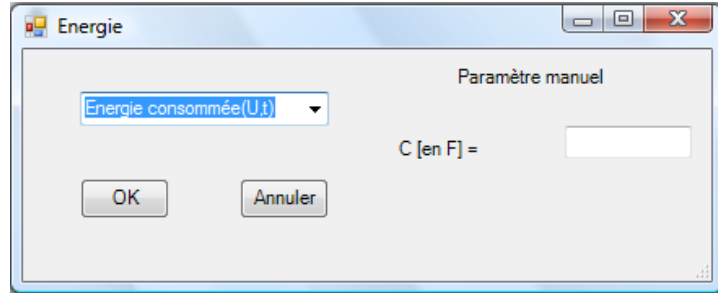 Energie
Paramètre manuel
Energie consommée(U,t)
C [en F] =
OK
Annuler